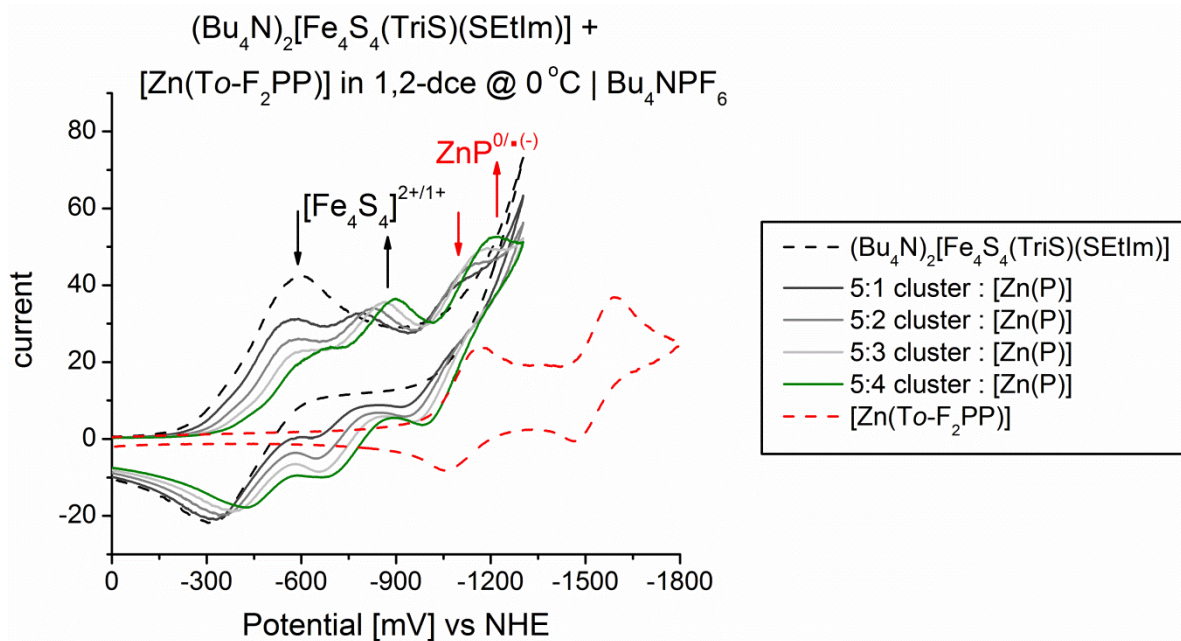 (Bu₄N)₂[Fe₄S₄(TriS)(SEtIm)] +
[Zn(To-F₂PP)] in 1,2-dce @ 0 °C | Bu₄NPF₆
80
60
40
20
0
-20
current
[Fe₄S₄]²⁺/¹⁺
ZnP⁰/▪(-)
0
-300
-600
-900
-1200
-1500
-1800
Potential [mV] vs NHE
(Bu₄N)₂[Fe₄S₄(TriS)(SEtIm)]
5:1 cluster : [Zn(P)]
5:2 cluster : [Zn(P)]
5:3 cluster : [Zn(P)]
5:4 cluster : [Zn(P)]
[Zn(To-F₂PP)]